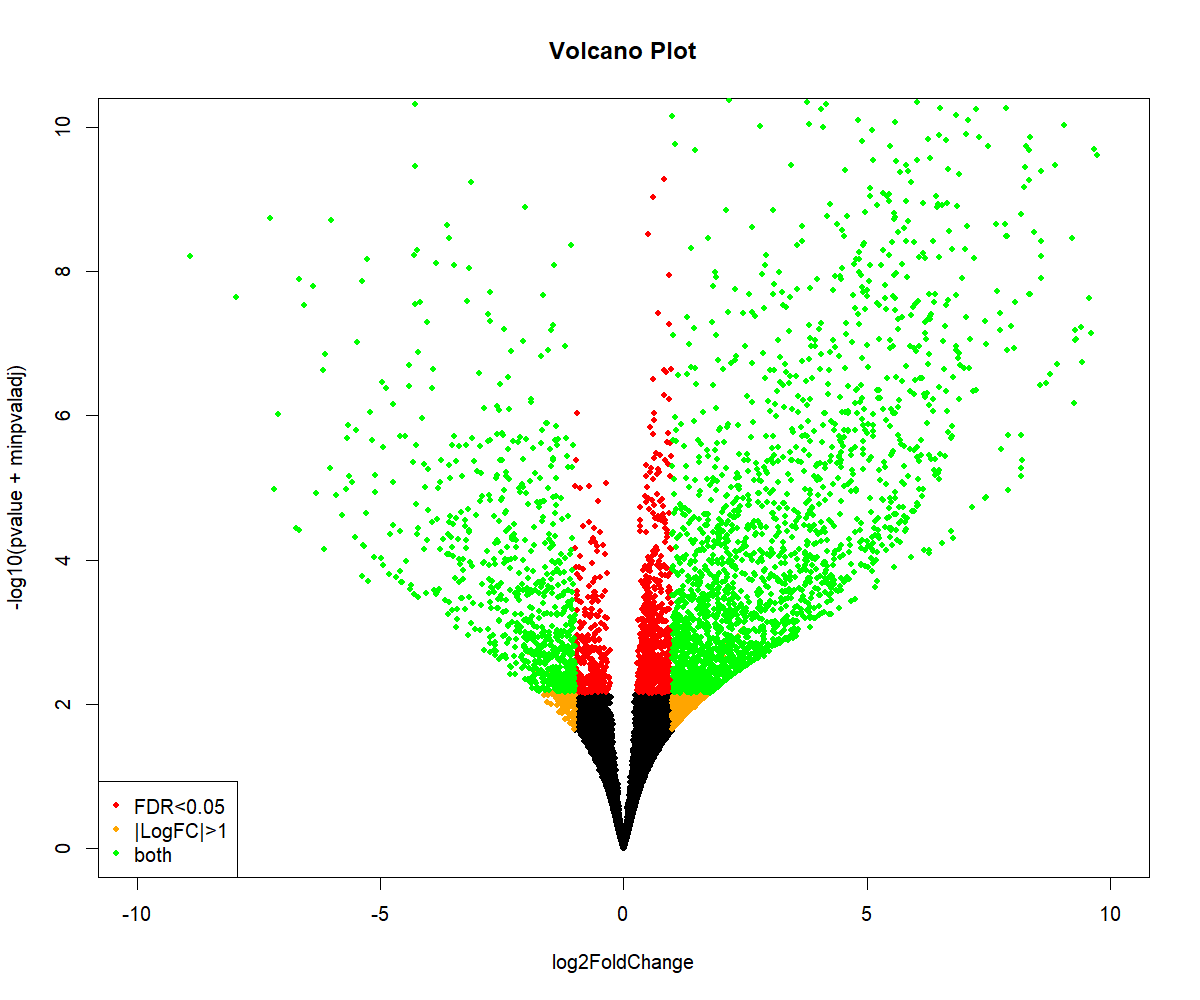 Volcano Plot
-log10(pvalue + minpvaladj)
10
8
6
4
2
0
FDR<0.05
|LogFC|>1
both
-10
-5
0
5
10
log2FoldChange